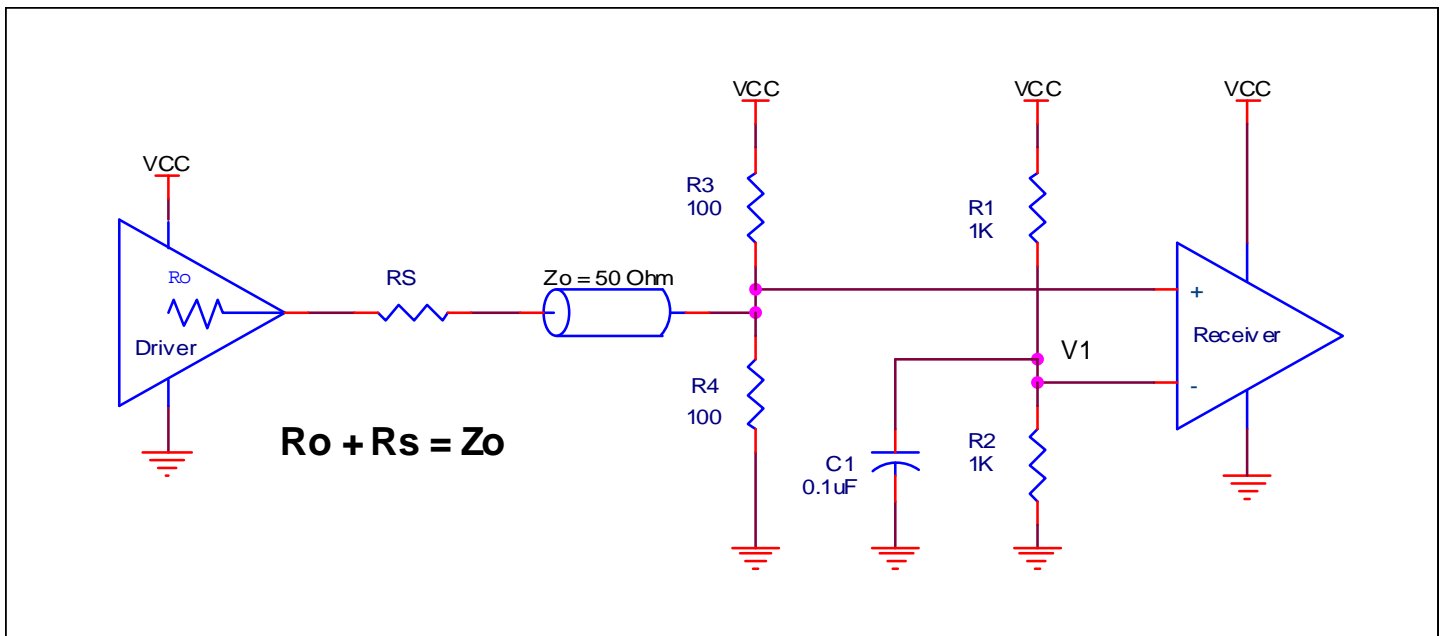 VCC
VCC
VCC
VCC
R3
100
R1
1K
Ro
RS
Zo = 50 Ohm
+
Driver
Receiver
V1
-
R4
100
Ro + Rs = Zo
C1
0.1uF
R2
1K